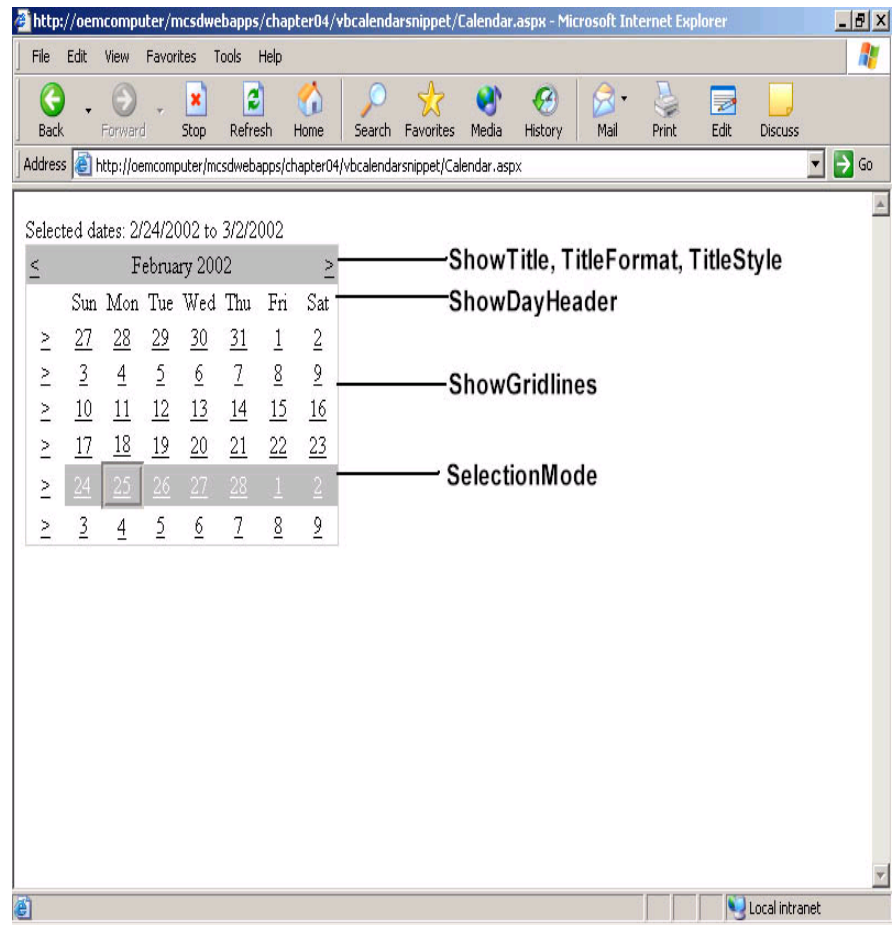 http://oemcomputer/mcsdwebapps/chapter04/vbcalendarsnippet/Calendar.aspx - Microsoft Internet Explorer
File Edit View Favorites Tools Help
Back Forward Stop Refresh Home Search Favorites Media History Mail Print Edit Discuss
Address http://oemcomputer/mcsdwebapps/chapter04/vbcalendarsnippet/Calendar.aspx Go
Selected dates: 2/24/2002 to 3/2/2002
< February 2002 > ShowTitle, TitleFormat, TitleStyle
Sun Mon Tue Wed Thu Fri Sat ShowDayHeader
> 27 28 29 30 31 1 2
> 3 4 5 6 7 8 9 ShowGridlines
> 10 11 12 13 14 15 16
> 17 18 19 20 21 22 23
> 24 25 26 27 28 1 2 SelectionMode
> 3 4 5 6 7 8 9
Local intranet